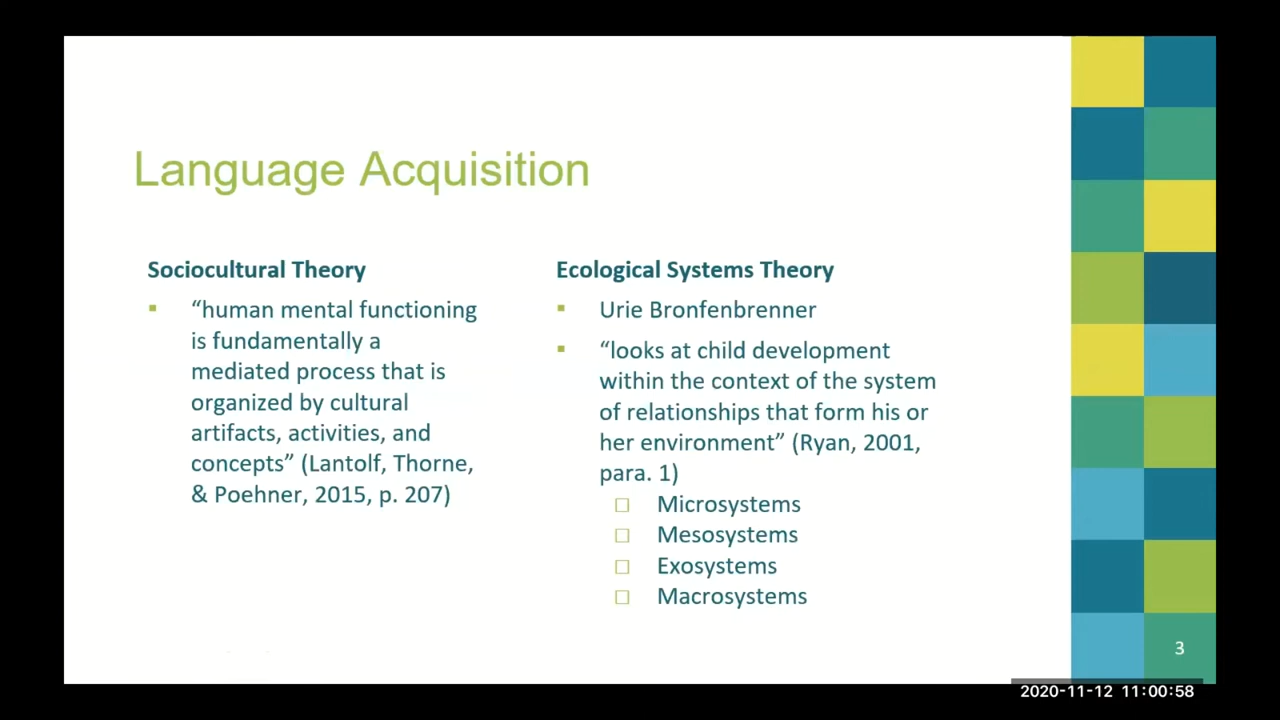 Language Acquisition
Sociocultural Theory
▪ “human mental functioning
is fundamentally a
mediated process that is
organized by cultural
artifacts, activities, and
concepts” (Lantolf, Thorne,
& Poehner, 2015, p. 207)
Ecological Systems Theory
▪ Urie Bronfenbrenner
▪ “looks at child development
within the context of the system
of relationships that form his or
her environment” (Ryan, 2001,
para. 1)
□ Microsystems
□ Mesosystems
□ Exosystems
□ Macrosystems
3
2020-11-12 11:00:58